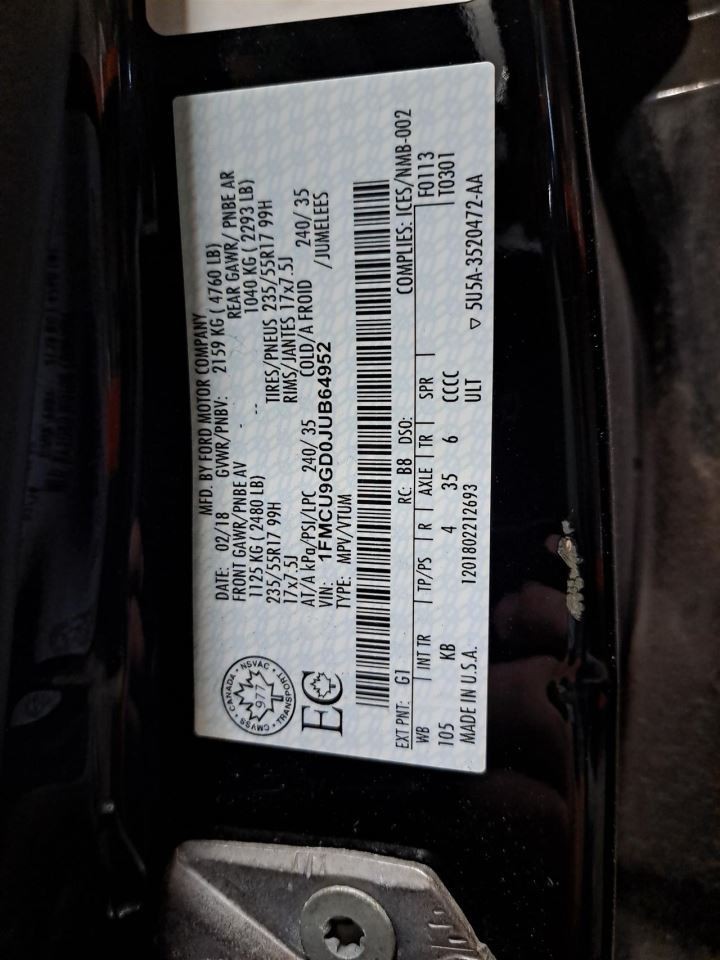 MFD. BY FORD MOTOR COMPANY
DATE: 02/18 GVWR/PNBV: 2159 KG ( 4760 LB)
FRONT GAWR/PNBE AV REAR GAWR/ PNBE AR
1125 KG ( 2480 LB) - -- 1040 KG ( 2293 LB)
235/55R17 99H TIRES/PNEUS 235/55R17 99H
17x7.5J RIMS/JANTES 17x7.5J
AT/A kPa/PSI/LPC 240/ 35 COLD/A FROID 240/ 35
VIN: 1FMCU9GD0JUB64952 /JUMELEES
TYPE: MPV/VTUM
CANADA • NSVAC • TRANSPORT • CMVSS
977
EC
EXT PNT: G1 RC: B8 DSO: COMPLIES: ICES/NMB-002
WB INT TR TP/PS R AXLE TR SPR F0113
105 KB 4 35 6 CCCC T0301
MADE IN U.S.A. 1201802212693 ULT ▽ 5U5A-3520472-AA